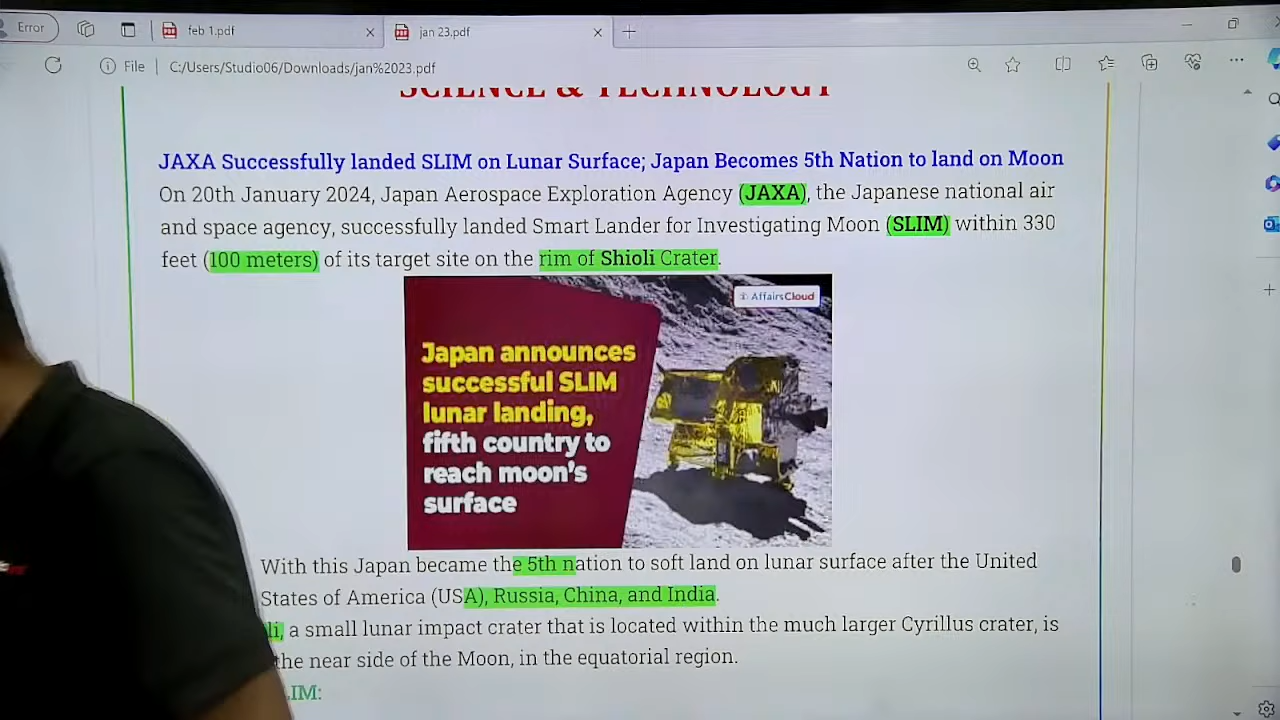 Error
feb 1.pdf
jan 23.pdf
File
C:/Users/Studio06/Downloads/jan%2023.pdf
SCIENCE & TECHNOLOGY
JAXA Successfully landed SLIM on Lunar Surface; Japan Becomes 5th Nation to land on Moon
On 20th January 2024, Japan Aerospace Exploration Agency (JAXA), the Japanese national air
and space agency, successfully landed Smart Lander for Investigating Moon (SLIM) within 330
feet (100 meters) of its target site on the rim of Shioli Crater.
AffairsCloud
Japan announces
successful SLIM
lunar landing,
fifth country to
reach moon's
surface
With this Japan became the 5th nation to soft land on lunar surface after the United
States of America (USA), Russia, China, and India.
li, a small lunar impact crater that is located within the much larger Cyrillus crater, is
the near side of the Moon, in the equatorial region.
LIM: